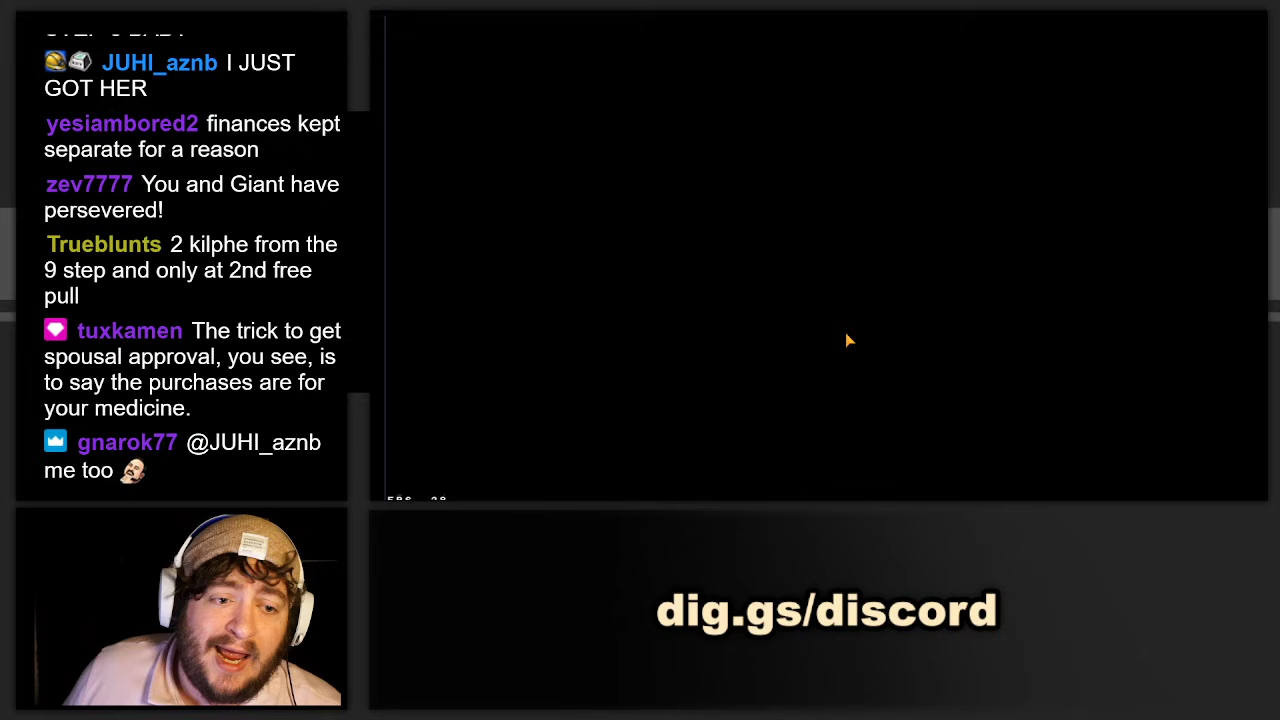 JUHI_aznb I JUST
GOT HER
yesiambored2 finances kept
separate for a reason
zev7777 You and Giant have
persevered!
Trueblunts 2 kilphe from the
9 step and only at 2nd free
pull
tuxkamen The trick to get
spousal approval, you see, is
to say the purchases are for
your medicine.
gnarok77 @JUHI_aznb
me too
dig.gs/discord